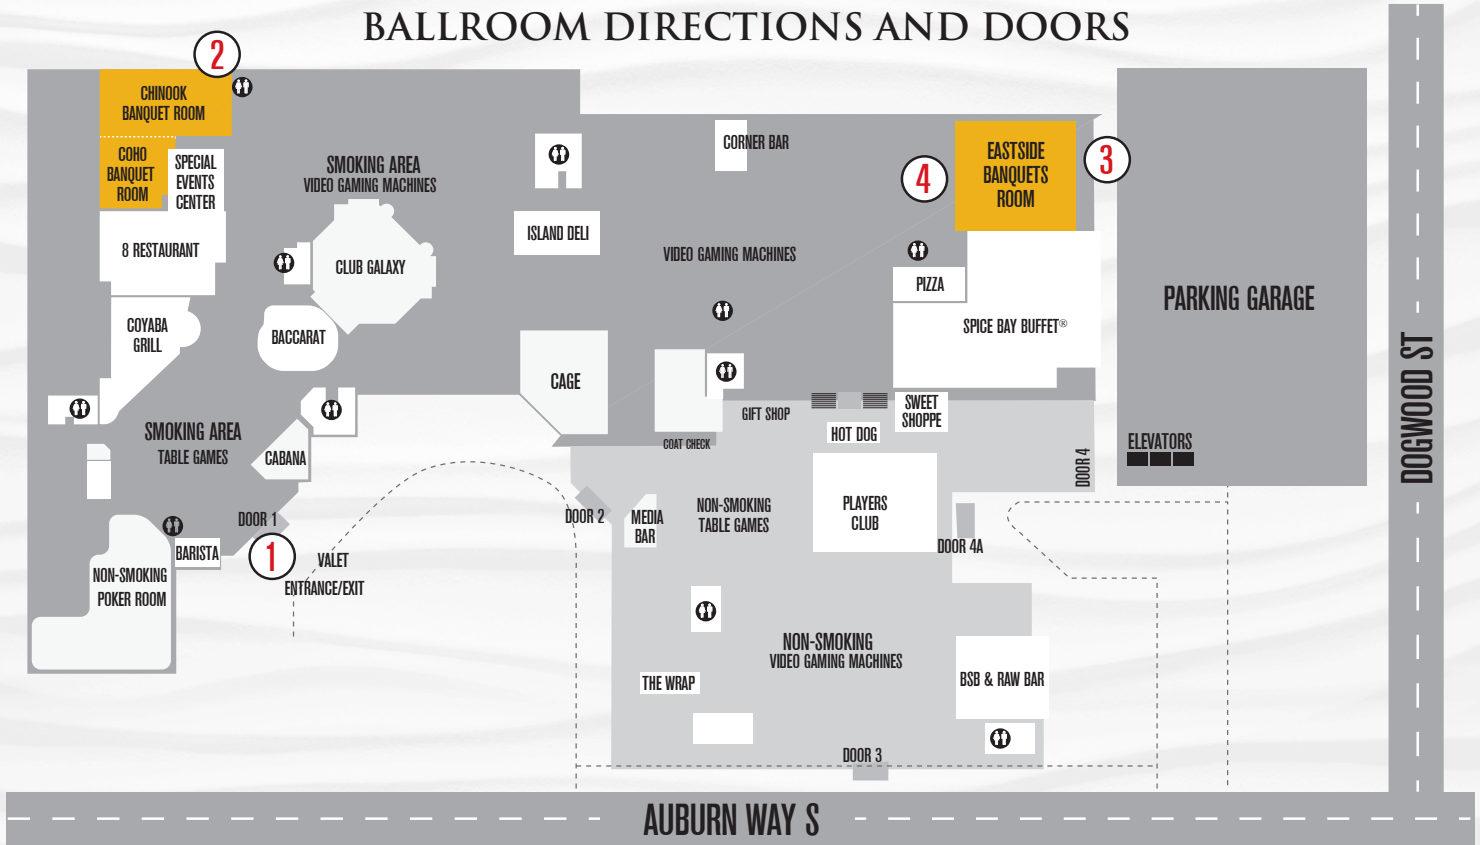 BALLROOM DIRECTIONS AND DOORS
2
CHINOOK
BANQUET ROOM
COHO
BANQUET
ROOM
SPECIAL
EVENTS
CENTER
8 RESTAURANT
COYABA
GRILL
SMOKING AREA
VIDEO GAMING MACHINES
CLUB GALAXY
BACCARAT
ISLAND DELI
CORNER BAR
VIDEO GAMING MACHINES
4
EASTSIDE
BANQUETS
ROOM
3
PIZZA
SPICE BAY BUFFET®
PARKING GARAGE
DOGWOOD ST
CAGE
SMOKING AREA
TABLE GAMES
CABANA
GIFT SHOP
COAT CHECK
HOT DOG
SWEET
SHOPPE
DOOR 4
ELEVATORS
DOOR 1
1
BARISTA
NON-SMOKING
POKER ROOM
VALET
ENTRANCE/EXIT
DOOR 2
MEDIA
BAR
NON-SMOKING
TABLE GAMES
PLAYERS
CLUB
DOOR 4A
NON-SMOKING
VIDEO GAMING MACHINES
THE WRAP
BSB & RAW BAR
DOOR 3
AUBURN WAY S